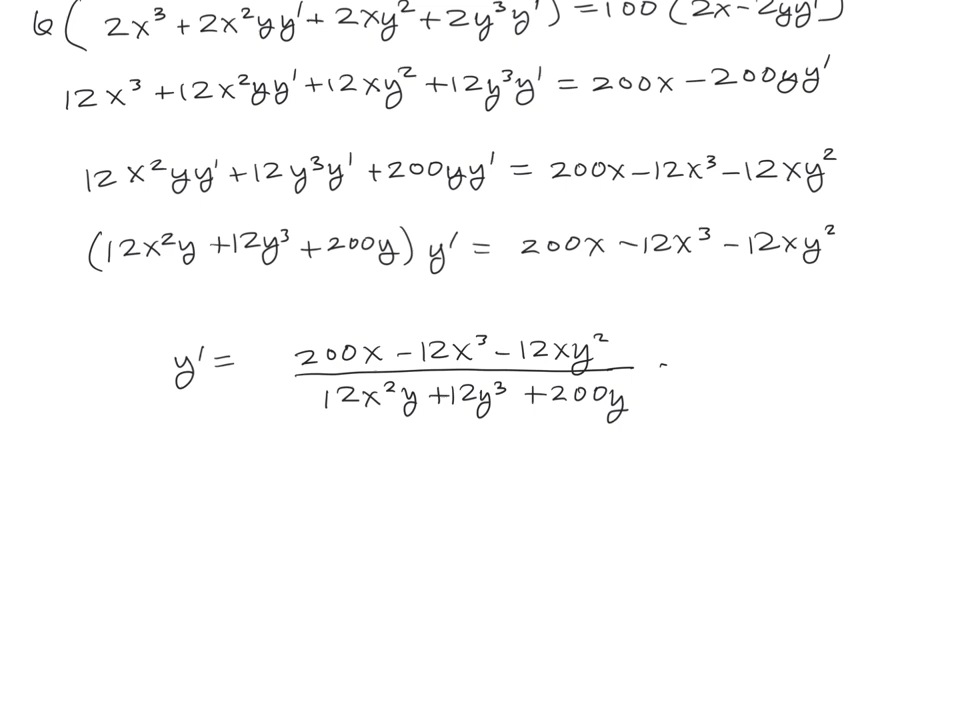 6(2x³ + 2x²yy' + 2xy² + 2y³y') = 100(2x - 2yy')
12x³ + 12x²yy' + 12xy² + 12y³y' = 200x - 200yy'
12x²yy' + 12y³y' + 200yy' = 200x - 12x³ - 12xy²
(12x²y + 12y³ + 200y) y' = 200x - 12x³ - 12xy²
y' = (200x - 12x³ - 12xy²) / (12x²y + 12y³ + 200y) .